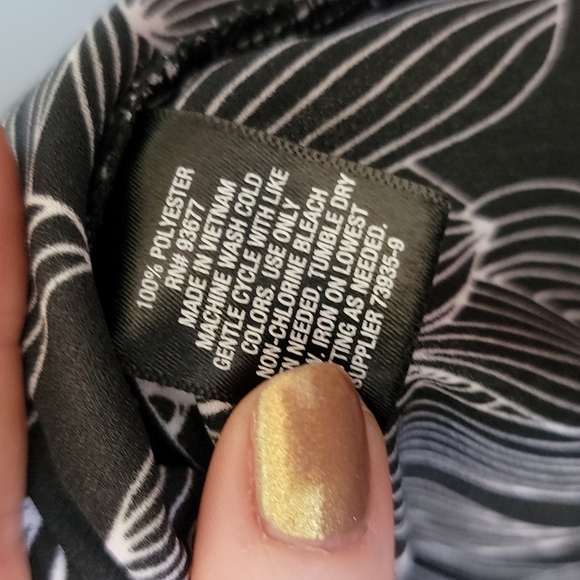 100% POLYESTER
RN# 93677
MADE IN VIETNAM
MACHINE WASH COLD
GENTLE CYCLE WITH LIKE
COLORS. USE ONLY
NON-CHLORINE BLEACH
NEEDED. TUMBLE DRY
IRON ON LOWEST
AS NEEDED.
SUPPLIER 73935-9